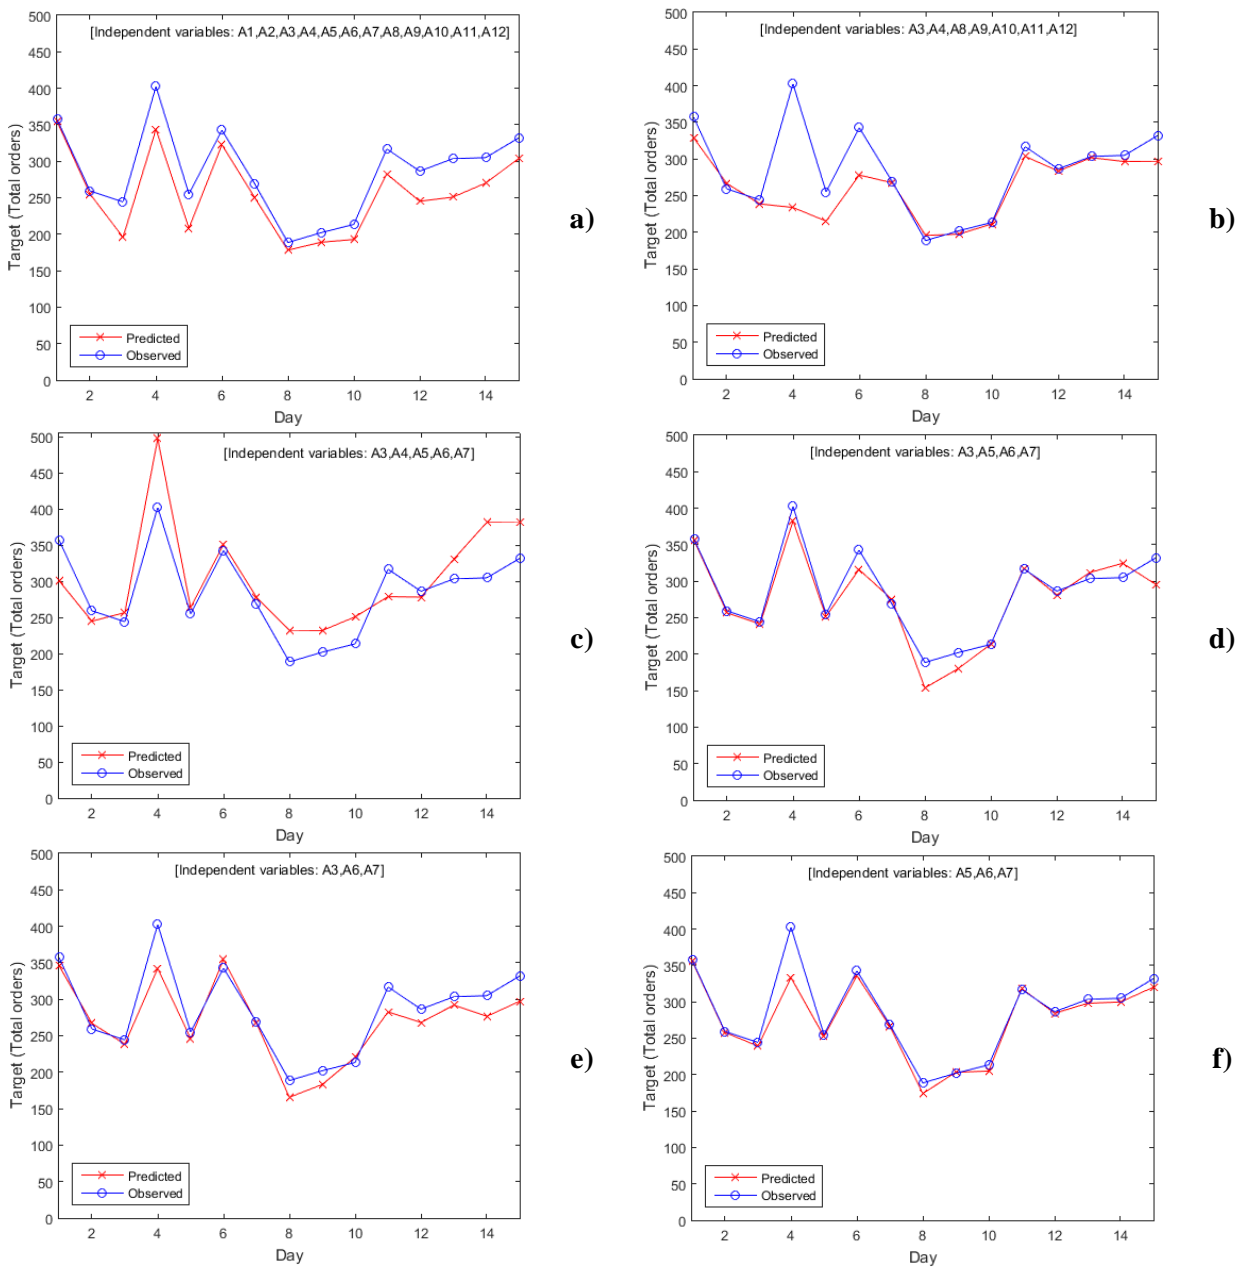 [Independent variables: A1,A2,A3,A4,A5,A6,A7,A8,A9,A10,A11,A12]
500
450
400
350
300
250
200
150
100
50
0
Target (Total orders)
Predicted
Observed
2 4 6 8 10 12 14
Day
a)
[Independent variables: A3,A4,A8,A9,A10,A11,A12]
500
450
400
350
300
250
200
150
100
50
0
Target (Total orders)
Predicted
Observed
2 4 6 8 10 12 14
Day
b)
[Independent variables: A3,A4,A5,A6,A7]
500
450
400
350
300
250
200
150
100
50
0
Target (Total orders)
Predicted
Observed
2 4 6 8 10 12 14
Day
c)
[Independent variables: A3,A5,A6,A7]
500
450
400
350
300
250
200
150
100
50
0
Target (Total orders)
Predicted
Observed
2 4 6 8 10 12 14
Day
d)
[Independent variables: A3,A6,A7]
500
450
400
350
300
250
200
150
100
50
0
Target (Total orders)
Predicted
Observed
2 4 6 8 10 12 14
Day
e)
[Independent variables: A5,A6,A7]
500
450
400
350
300
250
200
150
100
50
0
Target (Total orders)
Predicted
Observed
2 4 6 8 10 12 14
Day
f)